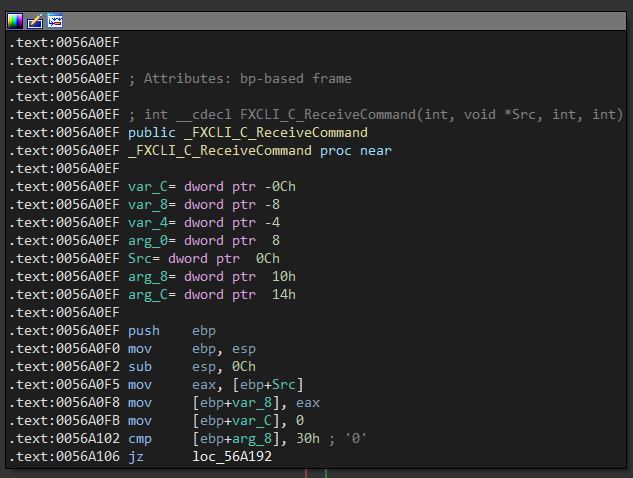 .text:0056A0EF
.text:0056A0EF
.text:0056A0EF ; Attributes: bp-based frame
.text:0056A0EF
.text:0056A0EF ; int __cdecl FXCLI_C_ReceiveCommand(int, void *Src, int, int)
.text:0056A0EF public _FXCLI_C_ReceiveCommand
.text:0056A0EF _FXCLI_C_ReceiveCommand proc near
.text:0056A0EF
.text:0056A0EF var_C= dword ptr -0Ch
.text:0056A0EF var_8= dword ptr -8
.text:0056A0EF var_4= dword ptr -4
.text:0056A0EF arg_0= dword ptr  8
.text:0056A0EF Src= dword ptr  0Ch
.text:0056A0EF arg_8= dword ptr  10h
.text:0056A0EF arg_C= dword ptr  14h
.text:0056A0EF
.text:0056A0EF push    ebp
.text:0056A0F0 mov     ebp, esp
.text:0056A0F2 sub     esp, 0Ch
.text:0056A0F5 mov     eax, [ebp+Src]
.text:0056A0F8 mov     [ebp+var_8], eax
.text:0056A0FB mov     [ebp+var_C], 0
.text:0056A102 cmp     [ebp+arg_8], 30h ; '0'
.text:0056A106 jz      loc_56A192